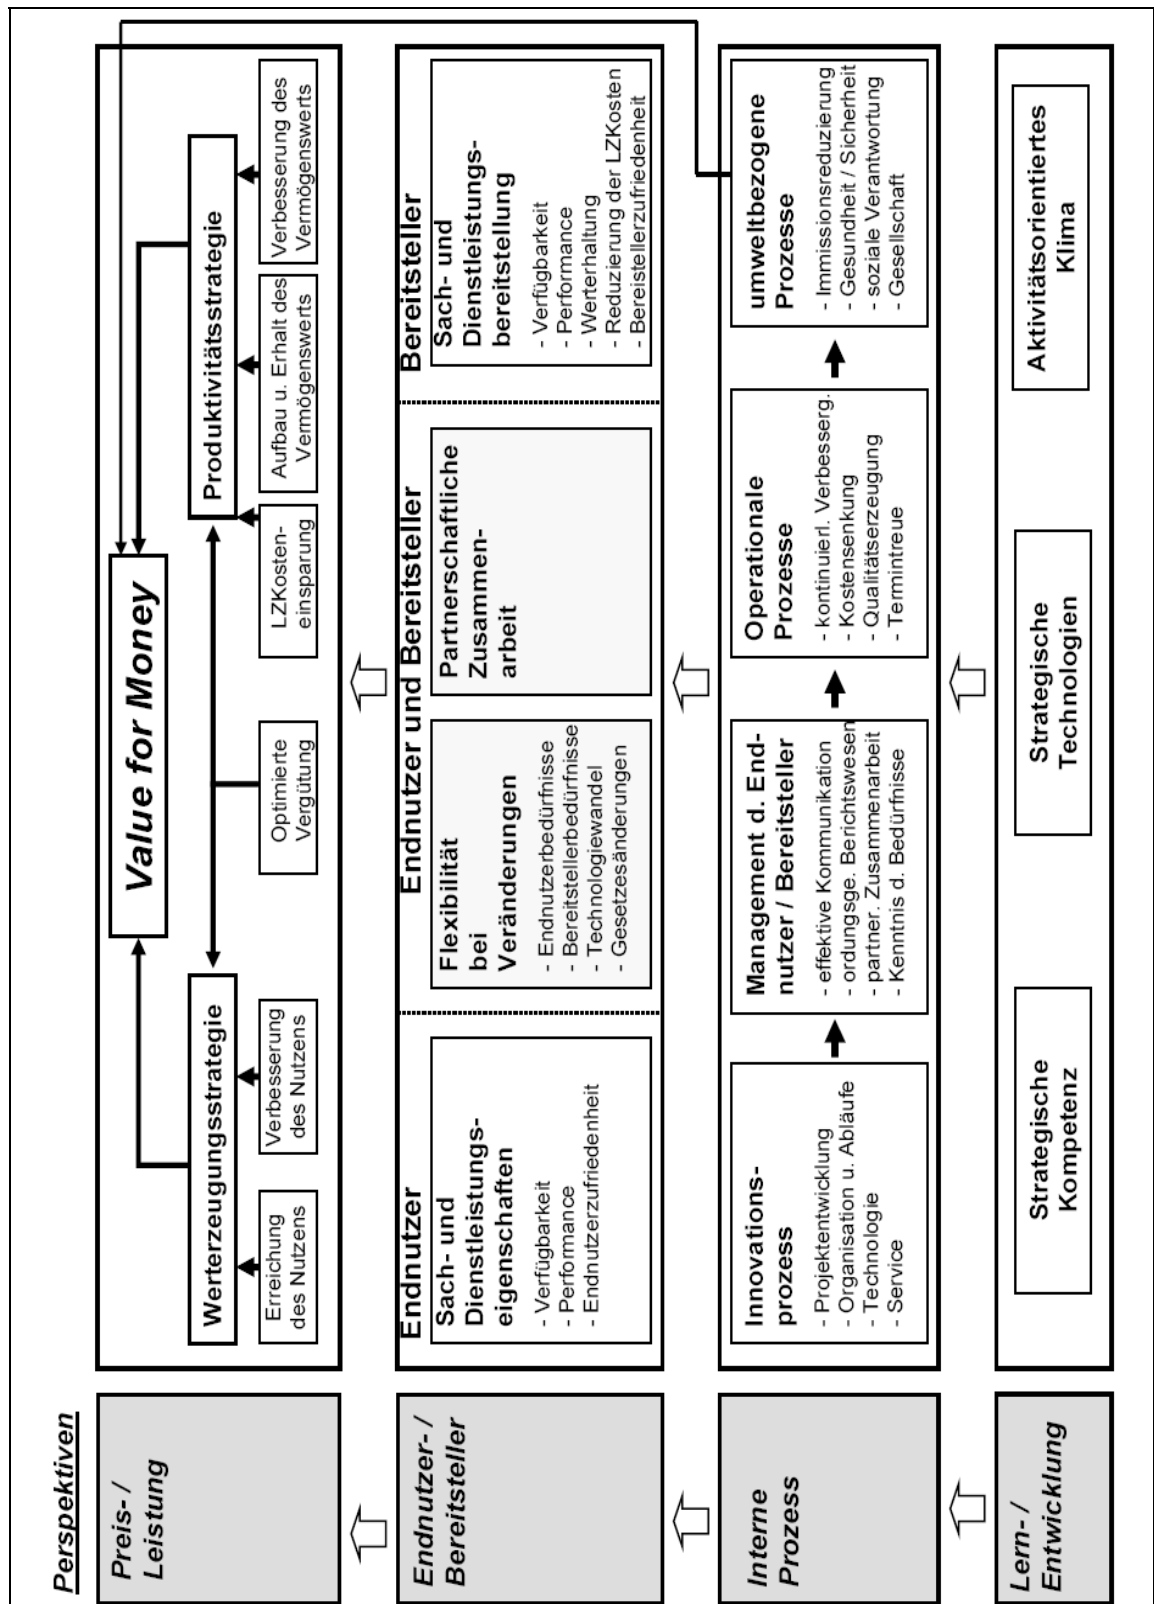 Perspektiven
Preis- /
Leistung
Value for Money
Werterzeugungsstrategie
Produktivitätsstrategie
Erreichung
des Nutzens
Verbesserung
des Nutzens
Optimierte
Vergütung
LZKosten-
einsparung
Aufbau u. Erhalt des
Vermögenswerts
Verbesserung des
Vermögenswerts
Endnutzer- /
Bereitsteller
Endnutzer
Sach- und
Dienstleistungs-
eigenschaften
- Verfügbarkeit
- Performance
- Endnutzerzufriedenheit
Endnutzer und Bereitsteller
Flexibilität
bei
Veränderungen
- Endnutzerbedürfnisse
- Bereitstellerbedürfnisse
- Technologiewandel
- Gesetzesänderungen
Partnerschaftliche
Zusammen-
arbeit
Bereitsteller
Sach- und
Dienstleistungs-
bereitstellung
- Verfügbarkeit
- Performance
- Werterhaltung
- Reduzierung der LZKosten
- Bereistellerzufriedenheit
Interne
Prozess
Innovations-
prozess
- Projektentwicklung
- Organisation u. Abläufe
- Technologie
- Service
Management d. End-
nutzer / Bereitsteller
- effektive Kommunikation
- ordungsge. Berichtswesen
- partner. Zusammenarbeit
- Kenntnis d. Bedürfnisse
Operationale
Prozesse
- kontinuierl. Verbesserg.
- Kostensenkung
- Qualitätserzeugung
- Termintreue
umweltbezogene
Prozesse
- Immissionsreduzierung
- Gesundheit / Sicherheit
- soziale Verantwortung
- Gesellschaft
Lern- /
Entwicklung
Strategische
Kompetenz
Strategische
Technologien
Aktivitätsorientiertes
Klima